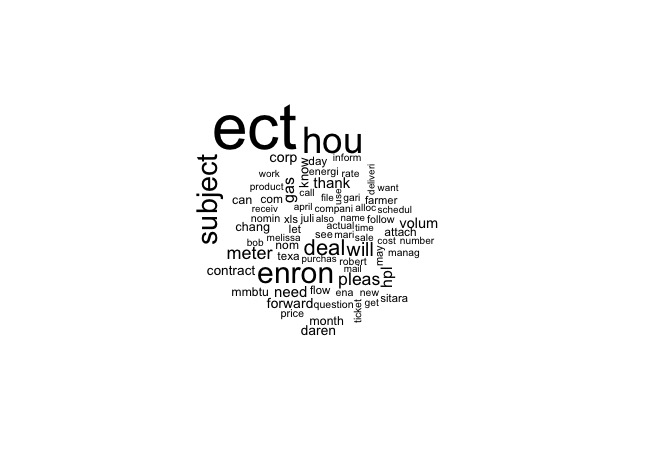 ect hou
subject
corp know day inform
work energi rate deliveri
product gas thank want
call use
can com file gari farmer
receiv april compani alloc schedul
nomin xls juli also name follow volum
chang let actual time attach
bob melissa see mari sale cost number
meter nom deal will may manag
texa purchas robert
contract enron mail pleas hpl
mmbtu need flow ena new sitara
forward question ticket get
price month
daren